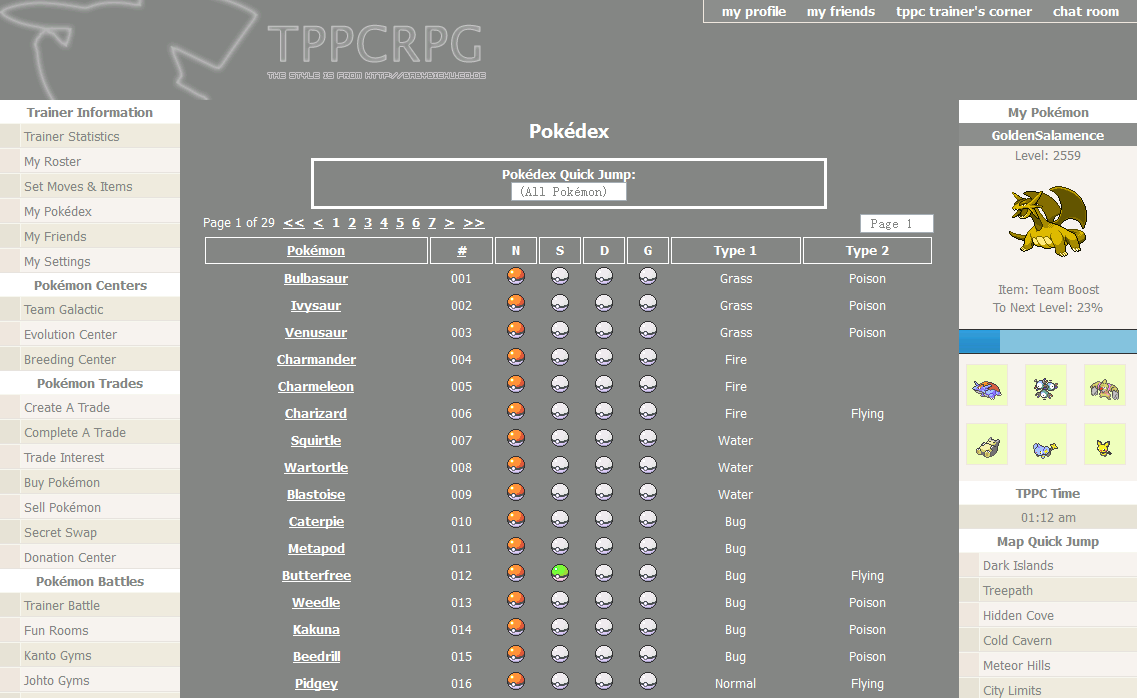 my profile my friends tppc trainer's corner chat room
TPPCRPG
THE STYLE IS FROM HTTP://BABYBICHU.CO.DE
Trainer Information
Trainer Statistics
My Roster
Set Moves & Items
My Pokédex
My Friends
My Settings
Pokémon Centers
Team Galactic
Evolution Center
Breeding Center
Pokémon Trades
Create A Trade
Complete A Trade
Trade Interest
Buy Pokémon
Sell Pokémon
Secret Swap
Donation Center
Pokémon Battles
Trainer Battle
Fun Rooms
Kanto Gyms
Johto Gyms
Pokédex
Pokédex Quick Jump:
(All Pokémon)
Page 1 of 29 << < 1 2 3 4 5 6 7 > >> Page 1
Pokémon # N S D G Type 1 Type 2
Bulbasaur 001 Grass Poison
Ivysaur 002 Grass Poison
Venusaur 003 Grass Poison
Charmander 004 Fire
Charmeleon 005 Fire
Charizard 006 Fire Flying
Squirtle 007 Water
Wartortle 008 Water
Blastoise 009 Water
Caterpie 010 Bug
Metapod 011 Bug
Butterfree 012 Bug Flying
Weedle 013 Bug Poison
Kakuna 014 Bug Poison
Beedrill 015 Bug Poison
Pidgey 016 Normal Flying
My Pokémon
GoldenSalamence
Level: 2559
Item: Team Boost
To Next Level: 23%
TPPC Time
01:12 am
Map Quick Jump
Dark Islands
Treepath
Hidden Cove
Cold Cavern
Meteor Hills
City Limits